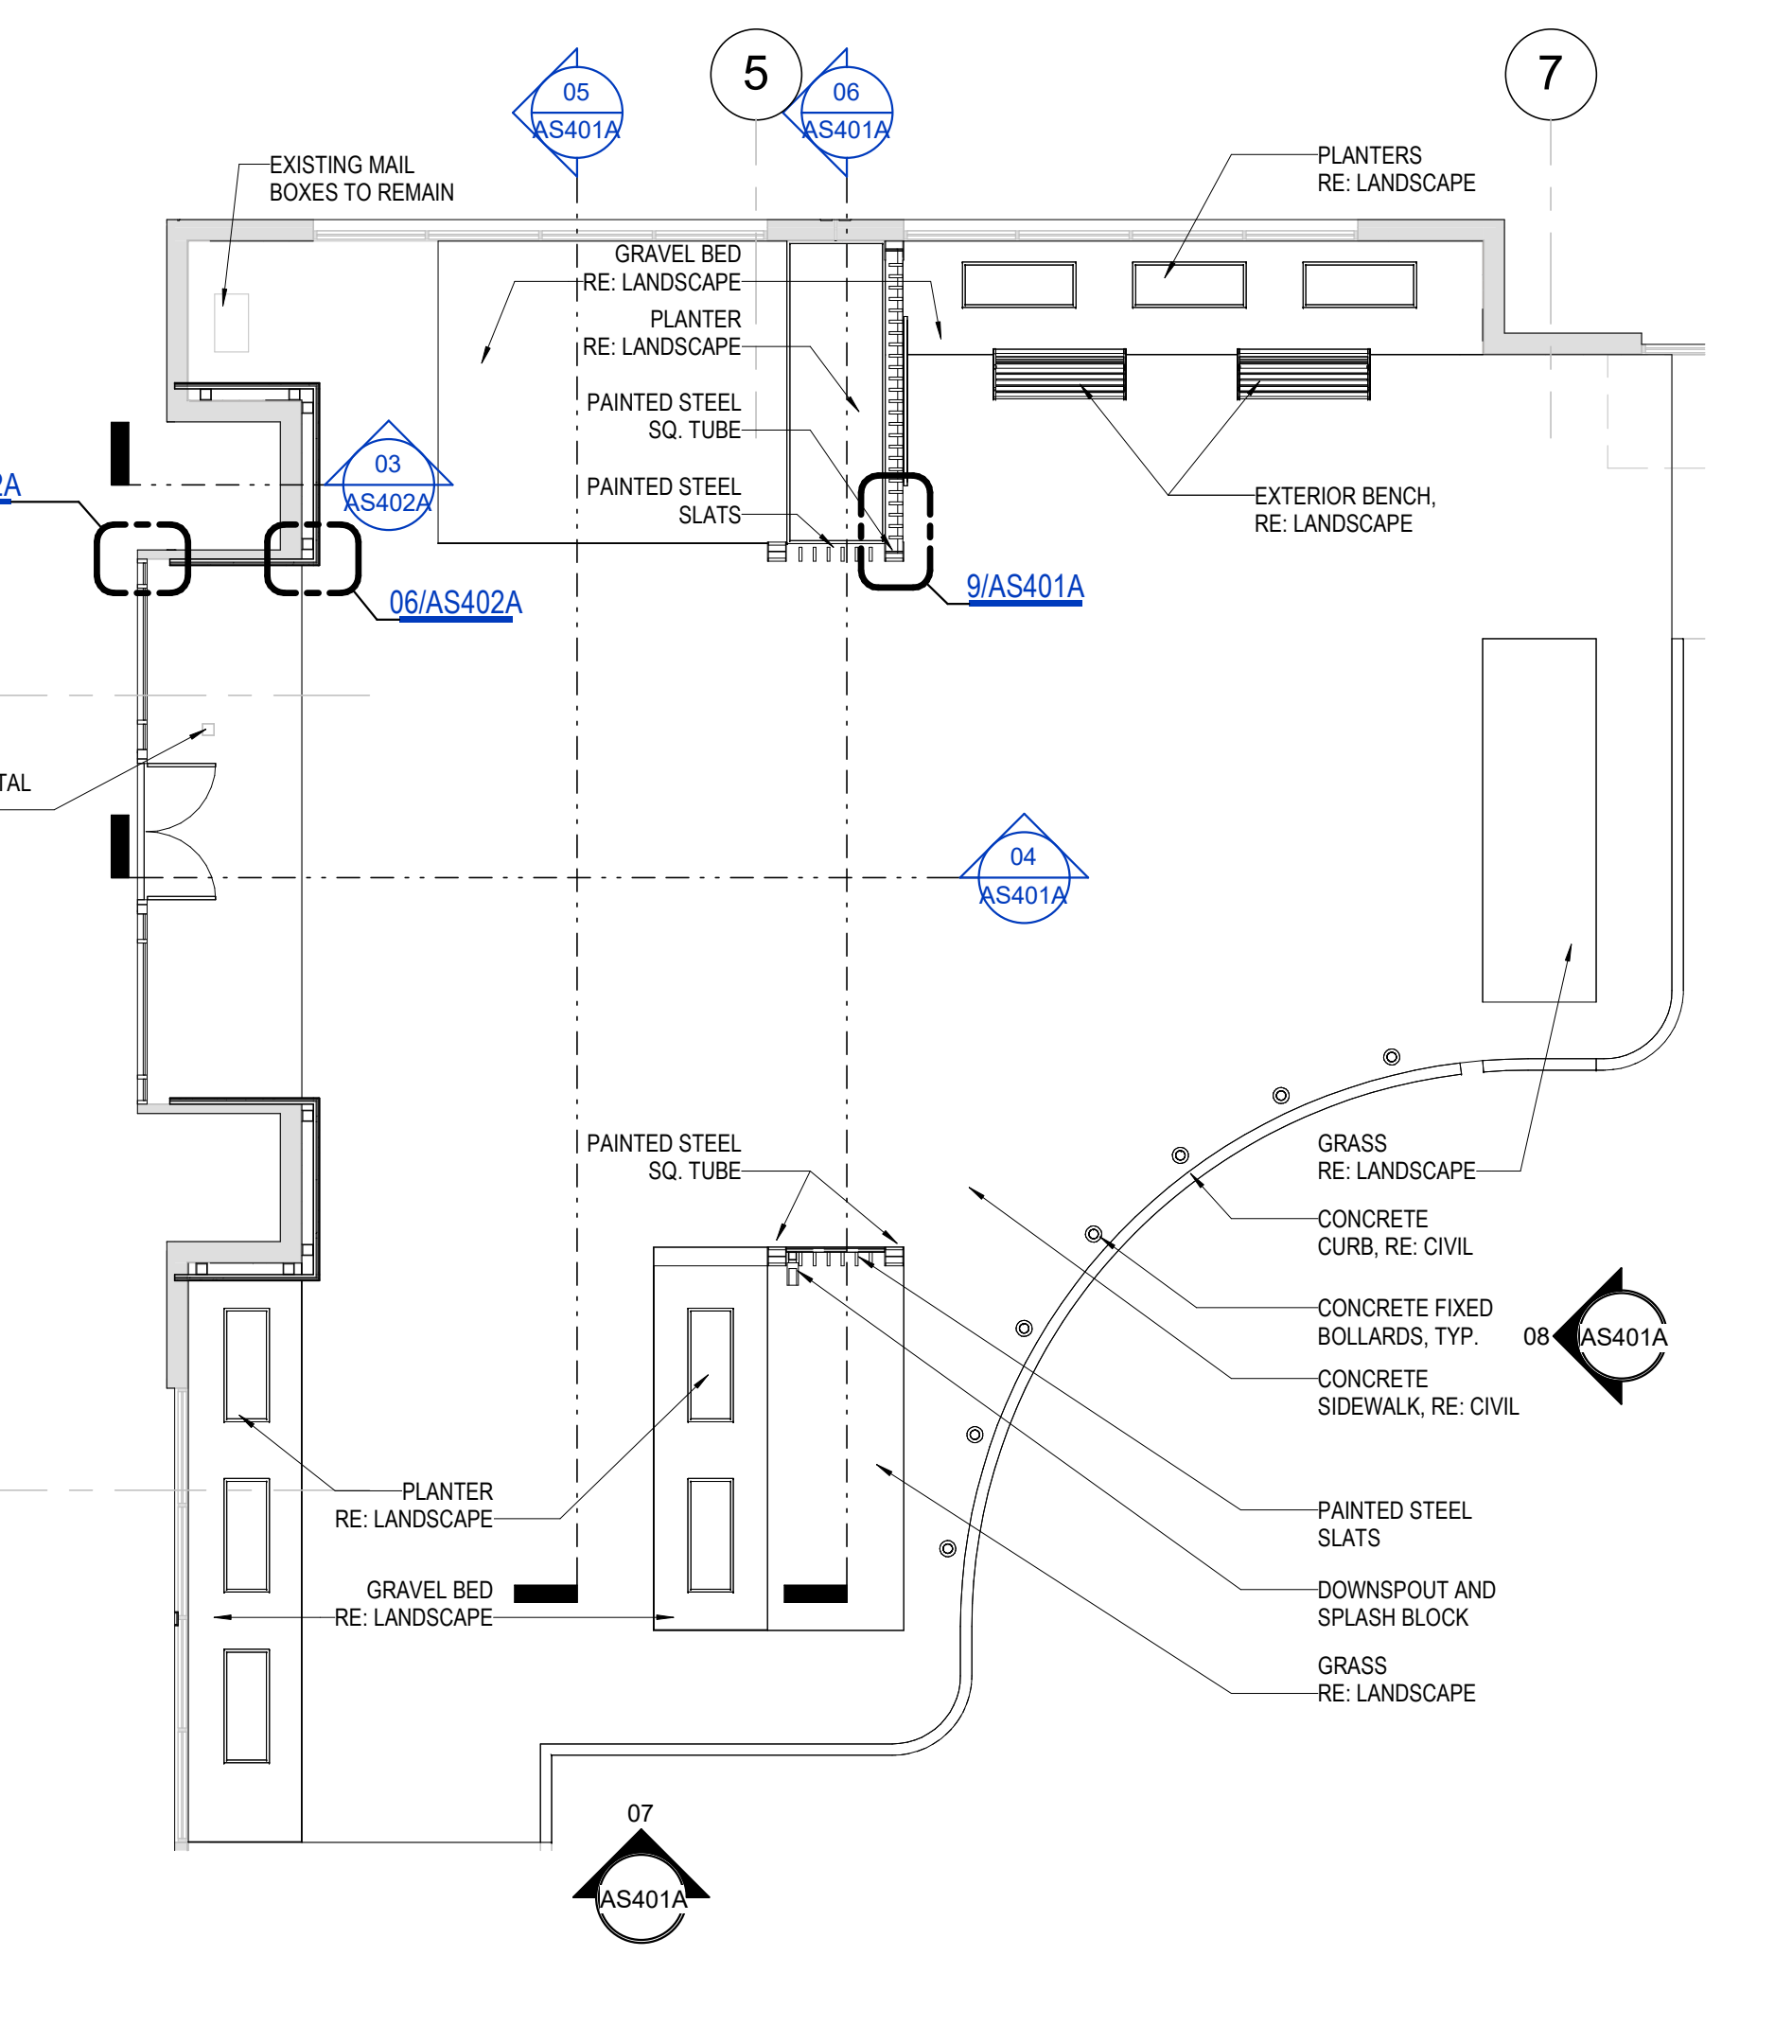 05
AS401A
5
06
AS401A
7
EXISTING MAIL
BOXES TO REMAIN
PLANTERS
RE: LANDSCAPE
GRAVEL BED
RE: LANDSCAPE
PLANTER
RE: LANDSCAPE
PAINTED STEEL
SQ. TUBE
PAINTED STEEL
SLATS
03
AS402A
2A
EXTERIOR BENCH,
RE: LANDSCAPE
06/AS402A
9/AS401A
TAL
04
AS401A
PAINTED STEEL
SQ. TUBE
GRASS
RE: LANDSCAPE
CONCRETE
CURB, RE: CIVIL
CONCRETE FIXED
BOLLARDS, TYP.
08
AS401A
CONCRETE
SIDEWALK, RE: CIVIL
PLANTER
RE: LANDSCAPE
PAINTED STEEL
SLATS
GRAVEL BED
RE: LANDSCAPE
DOWNSPOUT AND
SPLASH BLOCK
GRASS
RE: LANDSCAPE
07
AS401A